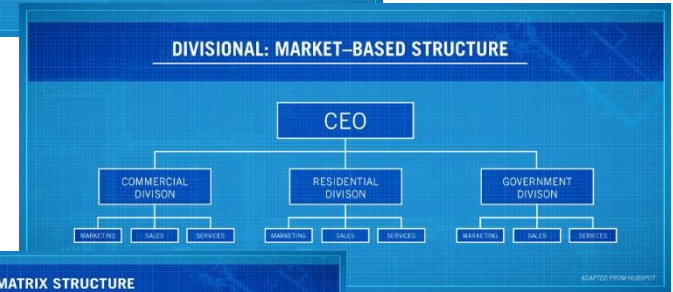 DIVISIONAL: MARKET–BASED STRUCTURE
CEO
COMMERCIAL
DIVISON
RESIDENTIAL
DIVISON
GOVERNMENT
DIVISON
MARKETING SALES SERVICES MARKETING SALES SERVICES MARKETING SALES SERVICES
ADAPTED FROM HUBSPOT
MATRIX STRUCTURE